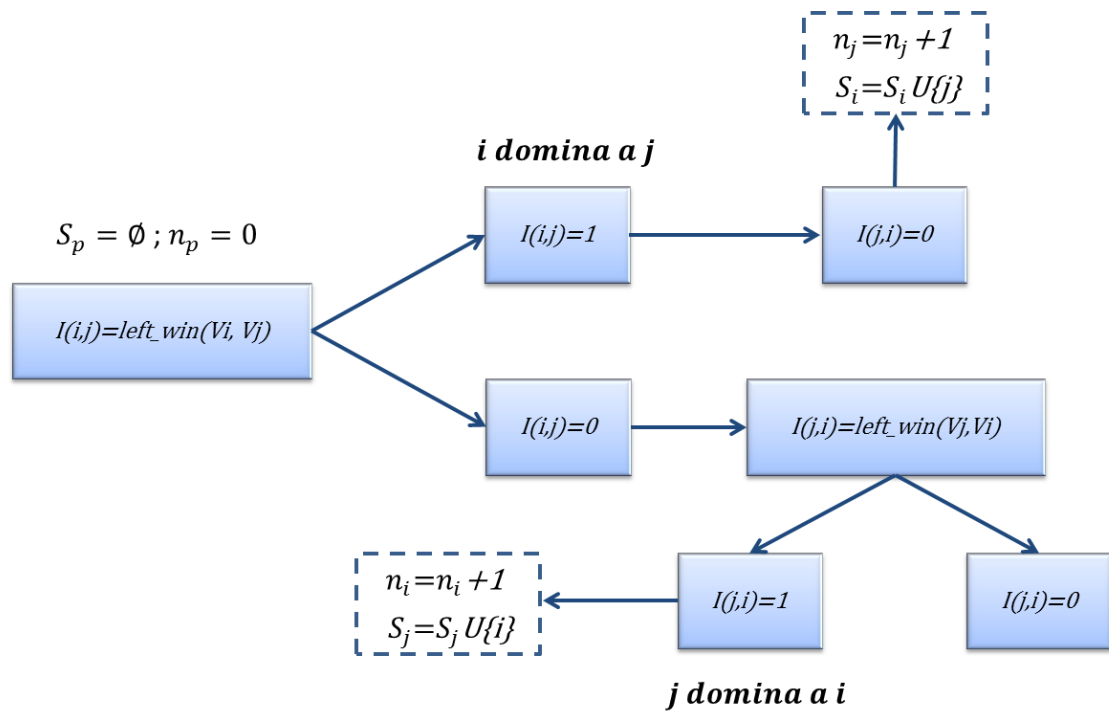 n_j=n_j +1
S_i=S_i U{j}
i domina a j
S_p = ∅ ; n_p = 0
I(i,j)=1
I(j,i)=0
I(i,j)=left_win(Vi, Vj)
I(i,j)=0
I(j,i)=left_win(Vj,Vi)
n_i=n_i +1
S_j=S_j U{i}
I(j,i)=1
I(j,i)=0
j domina a i